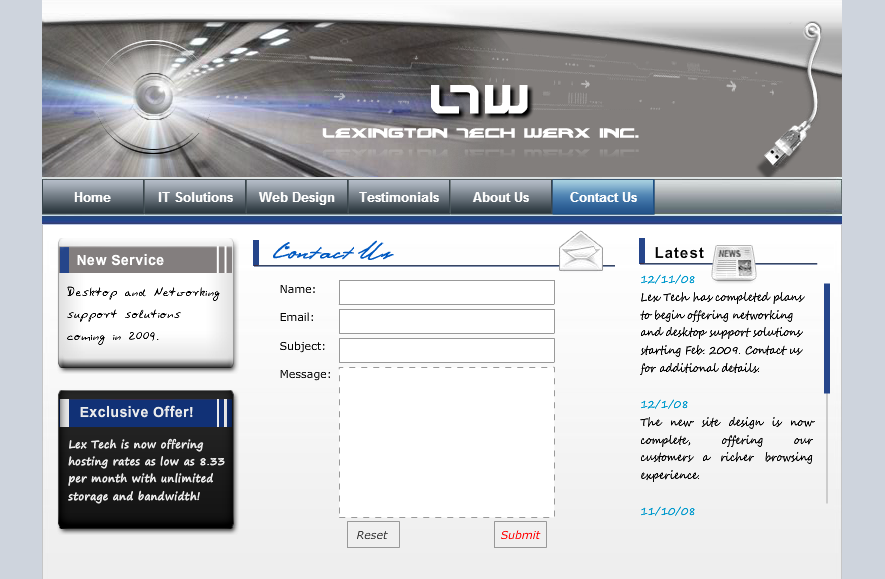 LTW
LEXINGTON TECH WERX INC.
Home IT Solutions Web Design Testimonials About Us Contact Us
New Service
Desktop and Networking
support solutions
coming in 2009.
Exclusive Offer!
Lex Tech is now offering
hosting rates as low as 8.33
per month with unlimited
storage and bandwidth!
Contact Us
Name:
Email:
Subject:
Message:
Reset Submit
Latest NEWS
12/11/08
Lex Tech has completed plans
to begin offering networking
and desktop support solutions
starting Feb. 2009. Contact us
for additional details.
12/1/08
The new site design is now
complete, offering our
customers a richer browsing
experience.
11/10/08